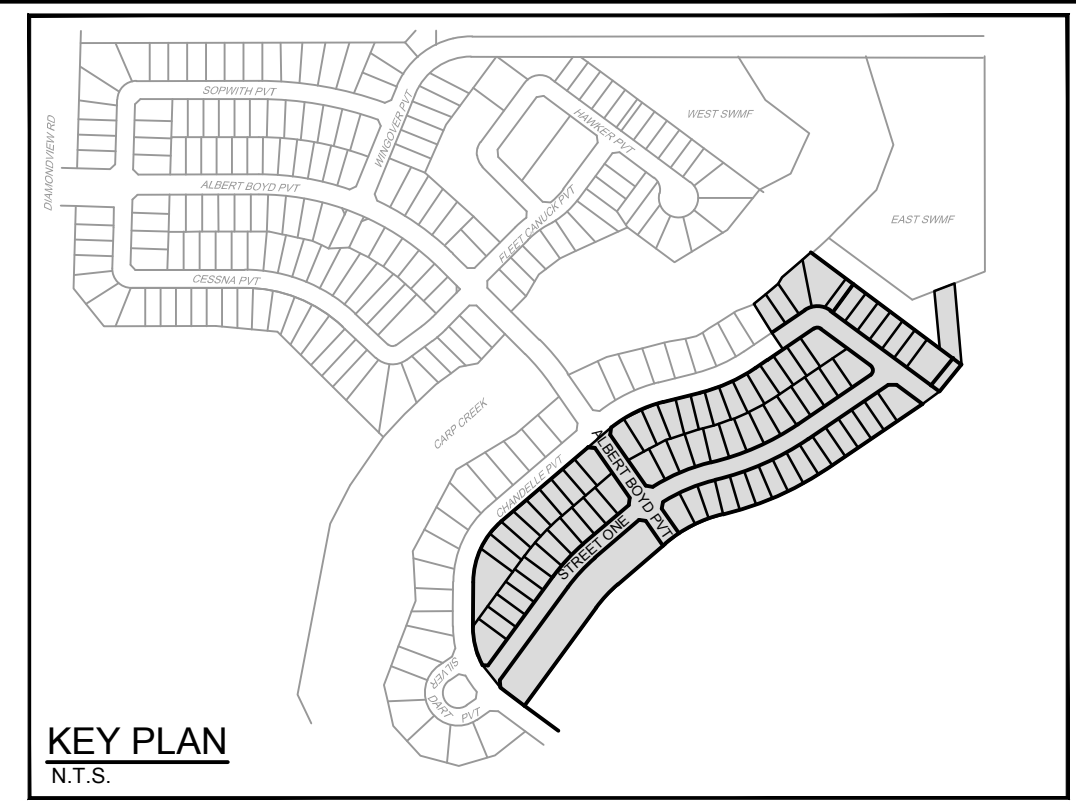 SOPWITH PVT
WINGOVER PVT
HAWKER PVT
WEST SWMF
DIAMONDVIEW RD
ALBERT BOYD PVT
FLEET CANUCK PVT
EAST SWMF
CESSNA PVT
CARP CREEK
CHANDELLE PVT
ALBERT BOYD PVT
STREET ONE
SILVER
DART PVT
KEY PLAN
N.T.S.